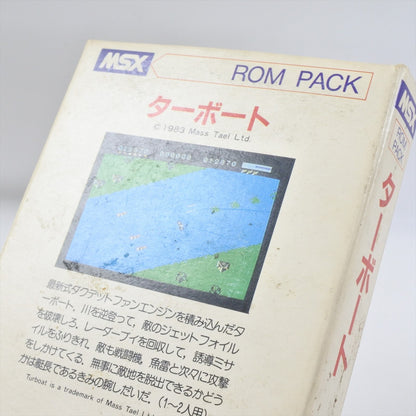 MSX
ROM PACK
ターボート
© 1983 Mass Tael Ltd.
最新式タクテットファンエンジンを積み込んだタ
ーボート，川を逆登って，敵のジェットフォイル
を破壊しろ。レーダーブイを回収して，誘導ミサ
イルをふりきれ，敵も戦闘機，魚雷と次々に攻撃
をしかけてくる。無事に敵地を脱出できるかどう
かは艇長であるきみの腕しだいだ。（1〜2人用）
Turboat is a trademark of Mass Tael
MSX
ROM
PACK
ターボート